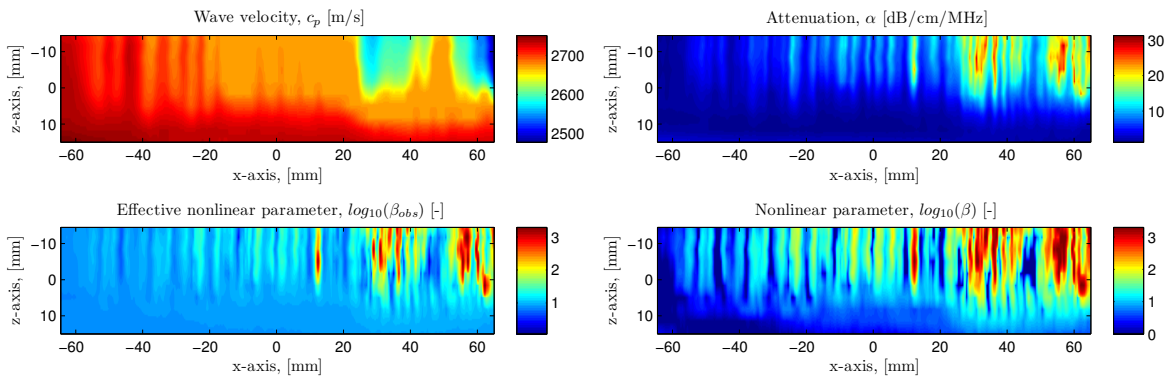 Wave velocity, c_p [m/s]
Attenuation, α [dB/cm/MHz]
z-axis, [mm]
−10
0
10
−60 −40 −20 0 20 40 60
x-axis, [mm]
2700
2600
2500
z-axis, [mm]
−10
0
10
−60 −40 −20 0 20 40 60
x-axis, [mm]
30
20
10
Effective nonlinear parameter, log10(β_obs) [-]
Nonlinear parameter, log10(β) [-]
z-axis, [mm]
−10
0
10
−60 −40 −20 0 20 40 60
x-axis, [mm]
3
2
1
z-axis, [mm]
−10
0
10
−60 −40 −20 0 20 40 60
x-axis, [mm]
3
2
1
0